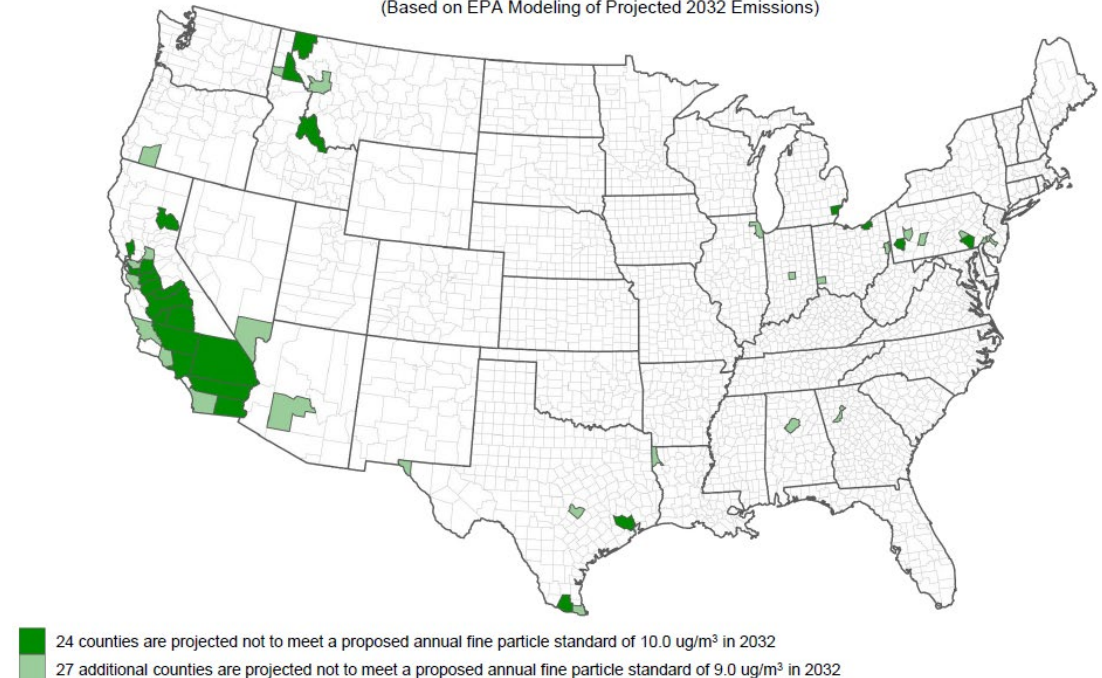 (Based on EPA Modeling of Projected 2032 Emissions)
24 counties are projected not to meet a proposed annual fine particle standard of 10.0 ug/m³ in 2032
27 additional counties are projected not to meet a proposed annual fine particle standard of 9.0 ug/m³ in 2032